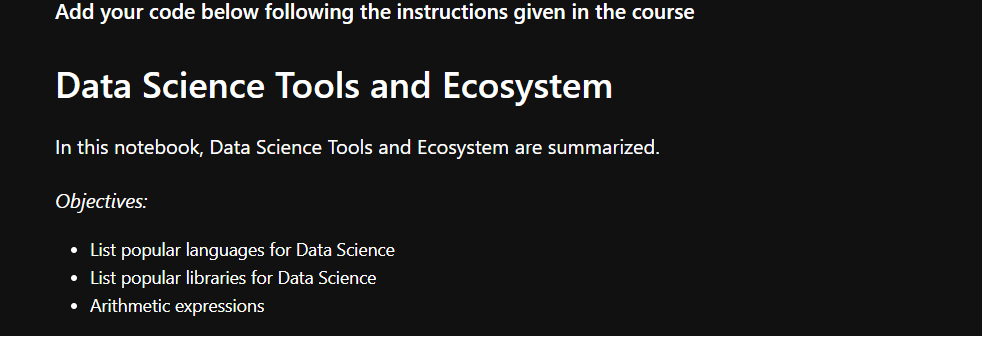 Add your code below following the instructions given in the course
Data Science Tools and Ecosystem
In this notebook, Data Science Tools and Ecosystem are summarized.
Objectives:
• List popular languages for Data Science
• List popular libraries for Data Science
• Arithmetic expressions